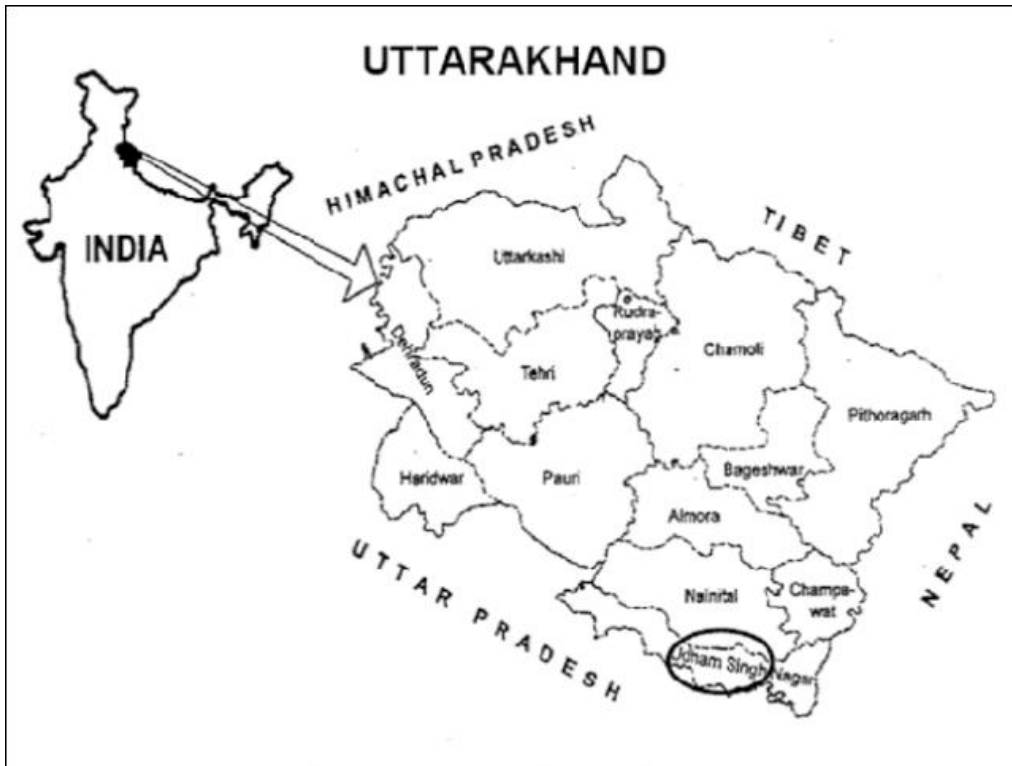 UTTARAKHAND
HIMACHAL PRADESH
TIBET
INDIA
Uttarkashi
Rudra-
prayag
Chamoli
Dehradun
Tehri
Pithoragarh
Haridwar
Pauri
Bageshwar
Almora
NEPAL
UTTAR PRADESH
Nainital
Champa-
wat
Udham Singh Nagar